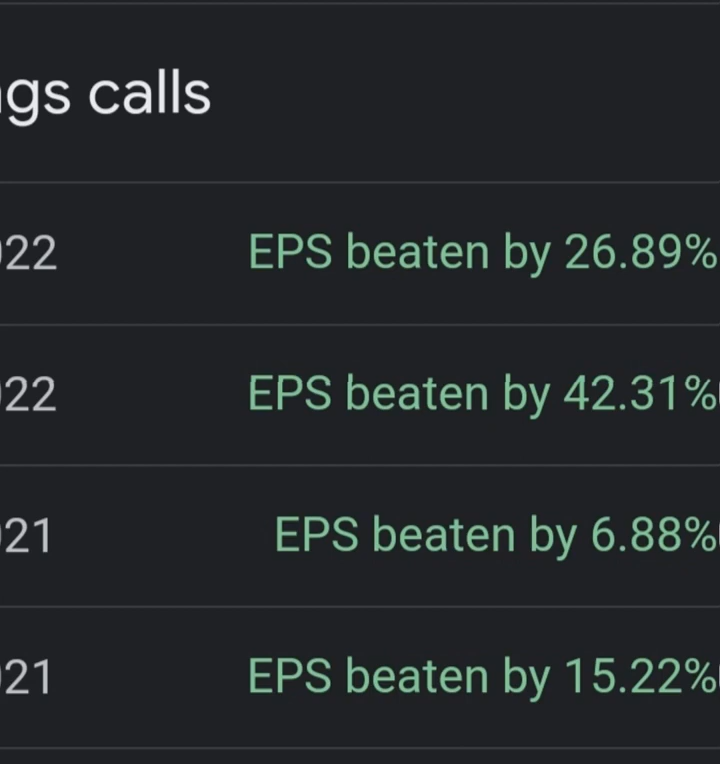 gs calls
22 EPS beaten by 26.89%
22 EPS beaten by 42.31%
21 EPS beaten by 6.88%
21 EPS beaten by 15.22%